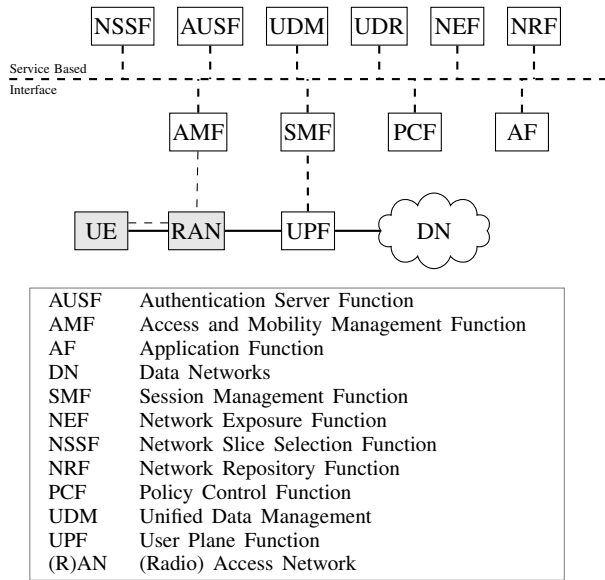 NSSF AUSF UDM UDR NEF NRF
Service Based
Interface
AMF SMF PCF AF
UE RAN UPF DN
AUSF Authentication Server Function
AMF Access and Mobility Management Function
AF Application Function
DN Data Networks
SMF Session Management Function
NEF Network Exposure Function
NSSF Network Slice Selection Function
NRF Network Repository Function
PCF Policy Control Function
UDM Unified Data Management
UPF User Plane Function
(R)AN (Radio) Access Network